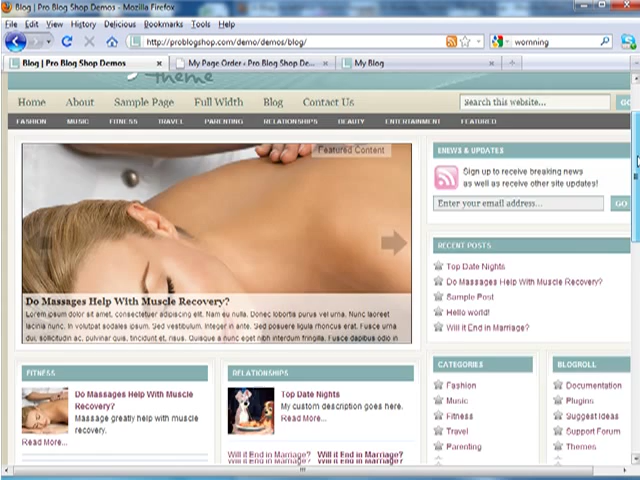 Blog | Pro Blog Shop Demos - Mozilla Firefox
File Edit View History Delicious Bookmarks Tools Help
http://problogshop.com/demo/demos/blog/
wornning
Blog | Pro Blog Shop Demos
My Page Order ‹ Pro Blog Shop De...
My Blog
Theme
Home About Sample Page Full Width Blog Contact Us
Search this website...
GO
FASHION MUSIC FITNESS TRAVEL PARENTING RELATIONSHIPS BEAUTY ENTERTAINMENT FEATURED
Featured Content
Do Massages Help With Muscle Recovery?
Lorem ipsum dolor sit amet, consectetuer adipiscing elit. Nam eu nulla. Donec lobortis purus vel urna. Nunc laoreet
lacinia nunc. In volutpat sodales ipsum. Sed vestibulum. Integer in ante. Sed posuere ligula rhoncus erat. Fusce urna
dui, sollicitudin ac, pulvinar quis, tincidunt et, risus. Quisque a nunc eget nibh interdum fringilla. Fusce dapibus odio in
ENEWS & UPDATES
Sign up to receive breaking news
as well as receive other site updates!
Enter your email address...
GO
RECENT POSTS
Top Date Nights
Do Massages Help With Muscle Recovery?
Sample Post
Hello world!
Will it End in Marriage?
FITNESS
Do Massages Help With Muscle
Recovery?
Massage greatly help with muscle
recovery.
Read More...
RELATIONSHIPS
Top Date Nights
My custom description goes here.
Read More...
Will it End in Marriage? Will it End in Marriage?
CATEGORIES
Fashion
Music
Fitness
Travel
Parenting
BLOGROLL
Documentation
Plugins
Suggest Ideas
Support Forum
Themes